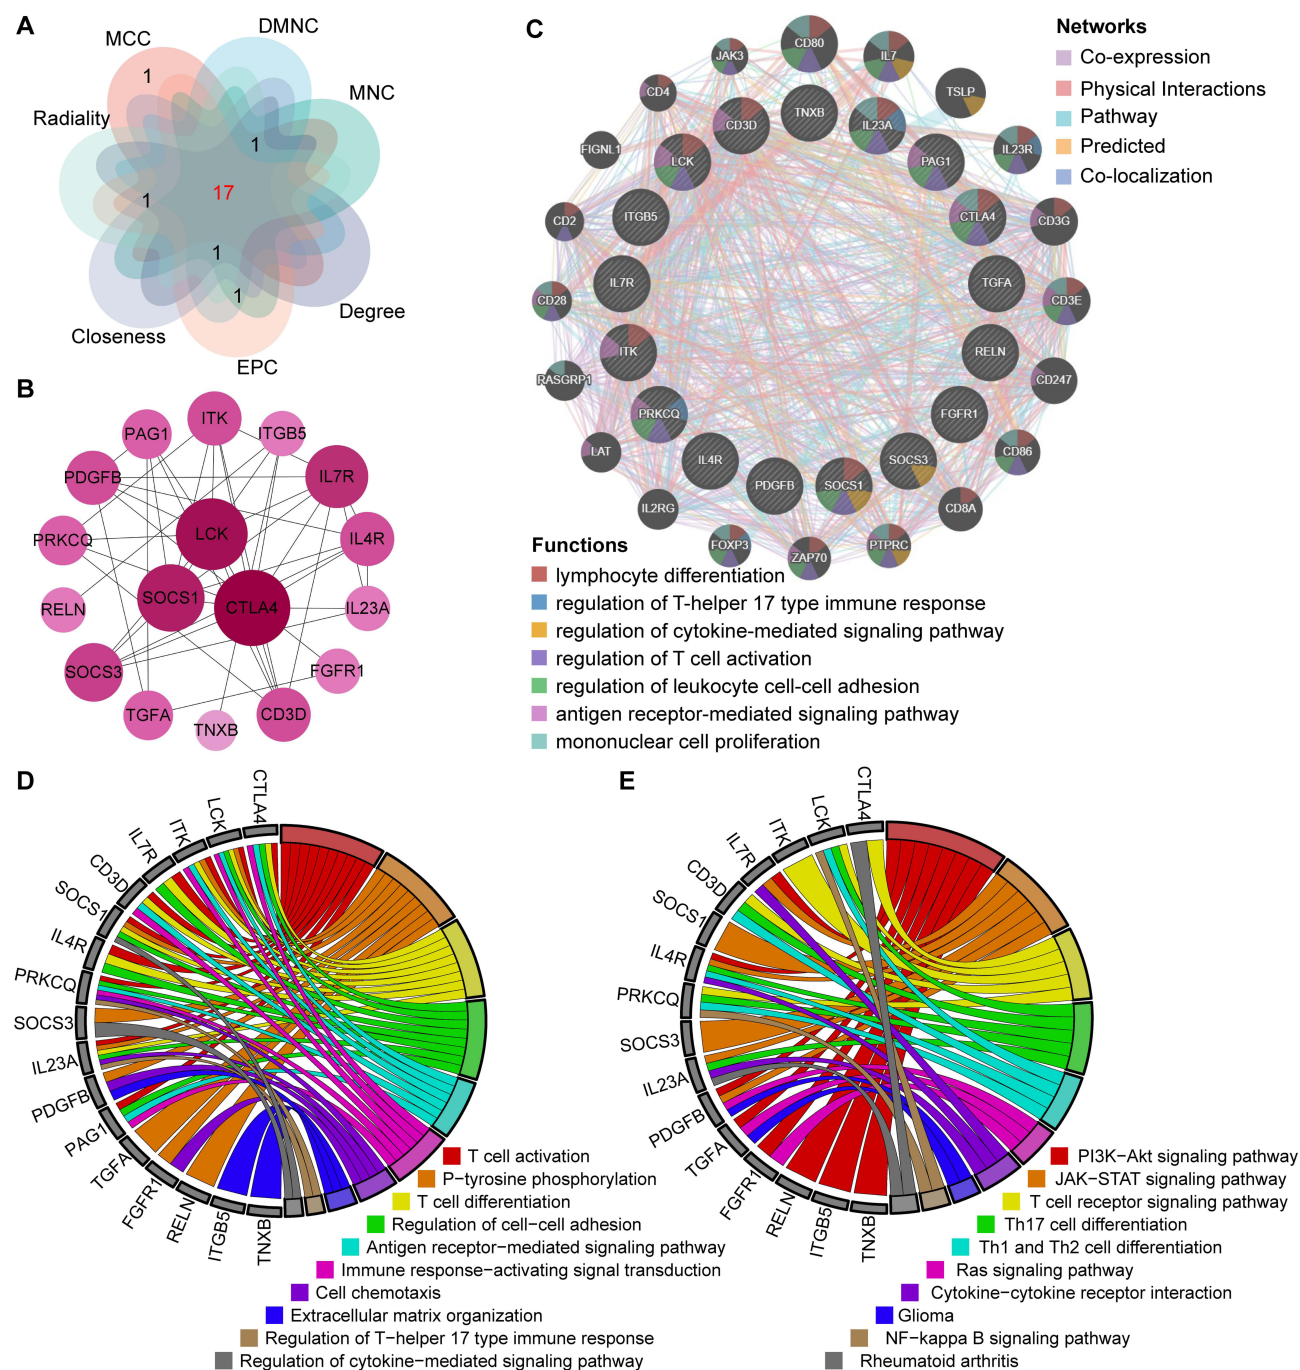 A
MCC
DMNC
MNC
Radiality
Closeness
EPC
Degree
1
1
1
17
1
1
B
ITK
PAG1
ITGB5
PDGFB
IL7R
LCK
PRKCQ
IL4R
SOCS1
CTLA4
RELN
IL23A
SOCS3
FGFR1
TGFA
CD3D
TNXB
C
CD80
JAK3
IL7
CD4
TSLP
TNXB
CD3D
IL23A
FIGNL1
LCK
PAG1
IL23R
CD2
ITGB5
CTLA4
CD3G
IL7R
TGFA
CD28
CD3E
ITK
RELN
RASGRP1
CD247
PRKCQ
FGFR1
LAT
IL4R
SOCS3
CD86
PDGFB
SOCS1
IL2RG
CD8A
FOXP3
ZAP70
PTPRC
Networks
Co-expression
Physical Interactions
Pathway
Predicted
Co-localization
Functions
lymphocyte differentiation
regulation of T-helper 17 type immune response
regulation of cytokine-mediated signaling pathway
regulation of T cell activation
regulation of leukocyte cell-cell adhesion
antigen receptor-mediated signaling pathway
mononuclear cell proliferation
D
CTLA4
LCK
ITK
IL7R
CD3D
SOCS1
IL4R
PRKCQ
SOCS3
IL23A
PDGFB
PAG1
TGFA
FGFR1
RELN
ITGB5
TNXB
T cell activation
P−tyrosine phosphorylation
T cell differentiation
Regulation of cell−cell adhesion
Antigen receptor−mediated signaling pathway
Immune response−activating signal transduction
Cell chemotaxis
Extracellular matrix organization
Regulation of T−helper 17 type immune response
Regulation of cytokine−mediated signaling pathway
E
CTLA4
LCK
ITK
IL7R
CD3D
SOCS1
IL4R
PRKCQ
SOCS3
IL23A
PDGFB
TGFA
FGFR1
RELN
ITGB5
TNXB
PI3K−Akt signaling pathway
JAK−STAT signaling pathway
T cell receptor signaling pathway
Th17 cell differentiation
Th1 and Th2 cell differentiation
Ras signaling pathway
Cytokine−cytokine receptor interaction
Glioma
NF−kappa B signaling pathway
Rheumatoid arthritis